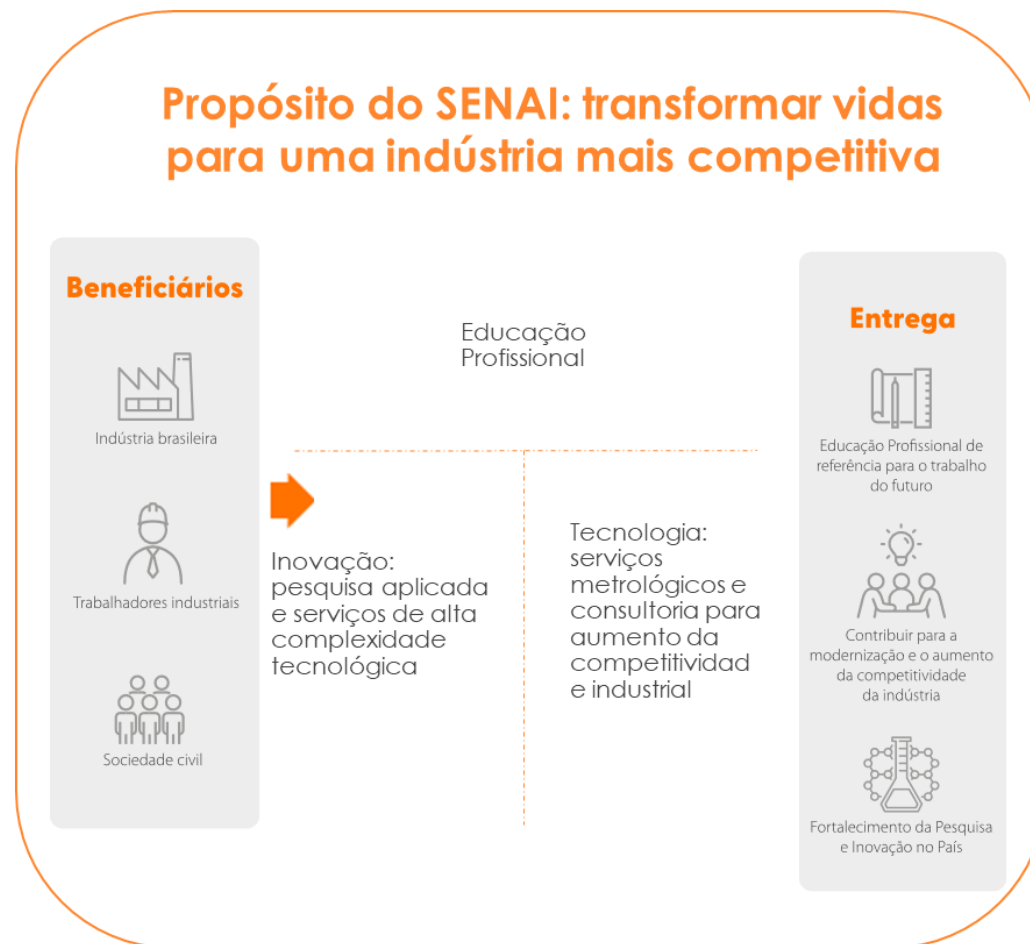 Propósito do SENAI: transformar vidas
para uma indústria mais competitiva
Beneficiários
Indústria brasileira
Trabalhadores industriais
Sociedade civil
Educação
Profissional
Inovação:
pesquisa aplicada
e serviços de alta
complexidade
tecnológica
Tecnologia:
serviços
metrológicos e
consultoria para
aumento da
competitividad
e industrial
Entrega
Educação Profissional de
referência para o trabalho
do futuro
Contribuir para a
modernização e o aumento
da competitividade
da indústria
Fortalecimento da Pesquisa
e Inovação no País